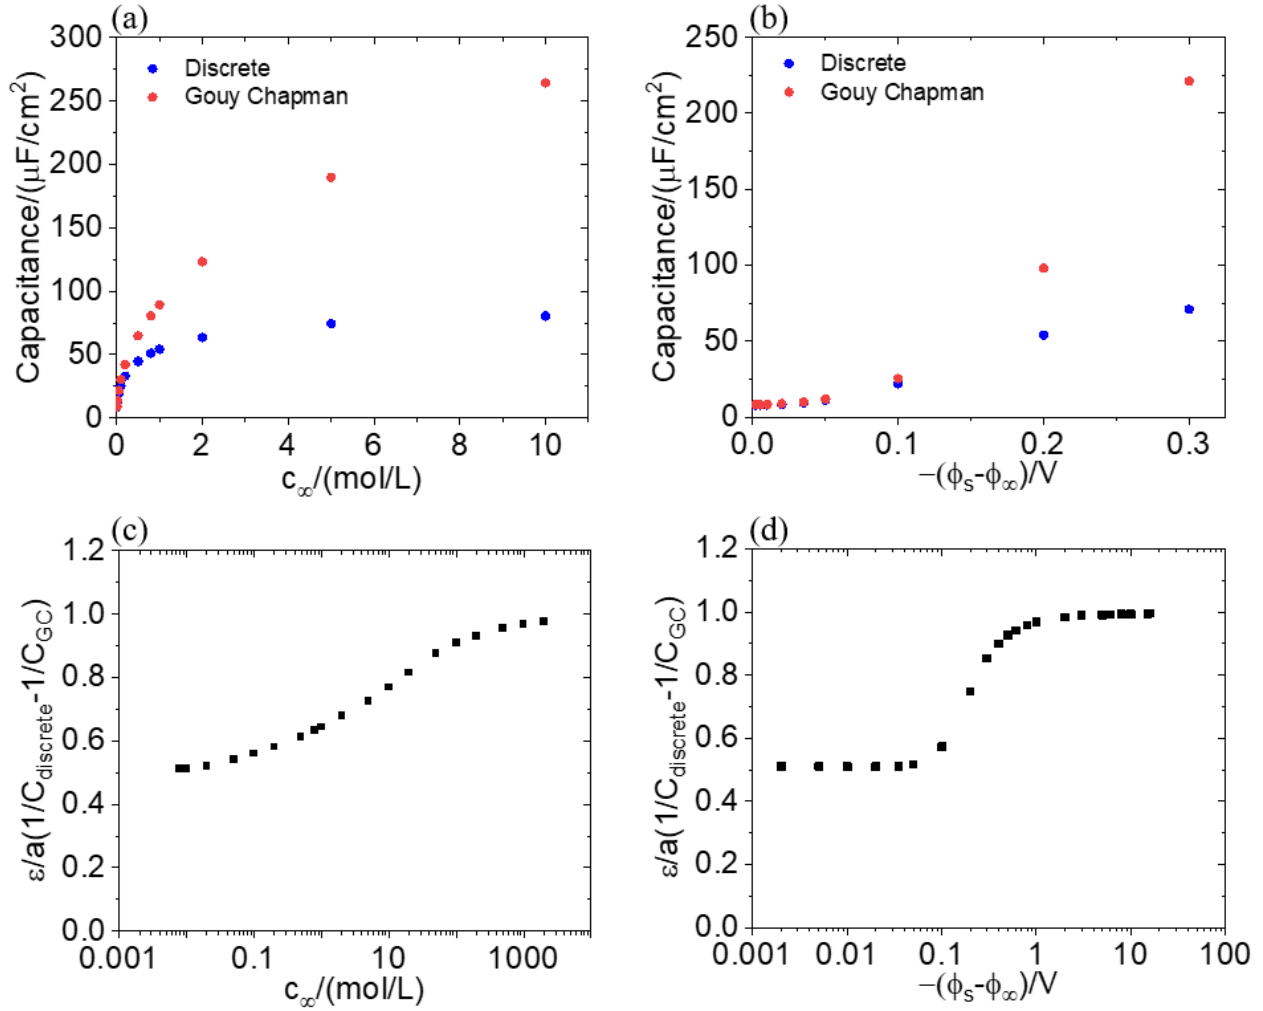 (a)
300
250
200
150
100
50
0
Capacitance/(μF/cm²)
Discrete
Gouy Chapman
0 2 4 6 8 10
c∞/(mol/L)
(b)
250
200
150
100
50
0
Capacitance/(μF/cm²)
Discrete
Gouy Chapman
0.0 0.1 0.2 0.3
−(ϕs-ϕ∞)/V
(c)
1.2
1.0
0.8
0.6
0.4
0.2
0.0
ε/a(1/Cdiscrete-1/CGC)
0.001 0.1 10 1000
c∞/(mol/L)
(d)
1.2
1.0
0.8
0.6
0.4
0.2
0.0
ε/a(1/Cdiscrete-1/CGC)
0.001 0.01 0.1 1 10 100
−(ϕs-ϕ∞)/V